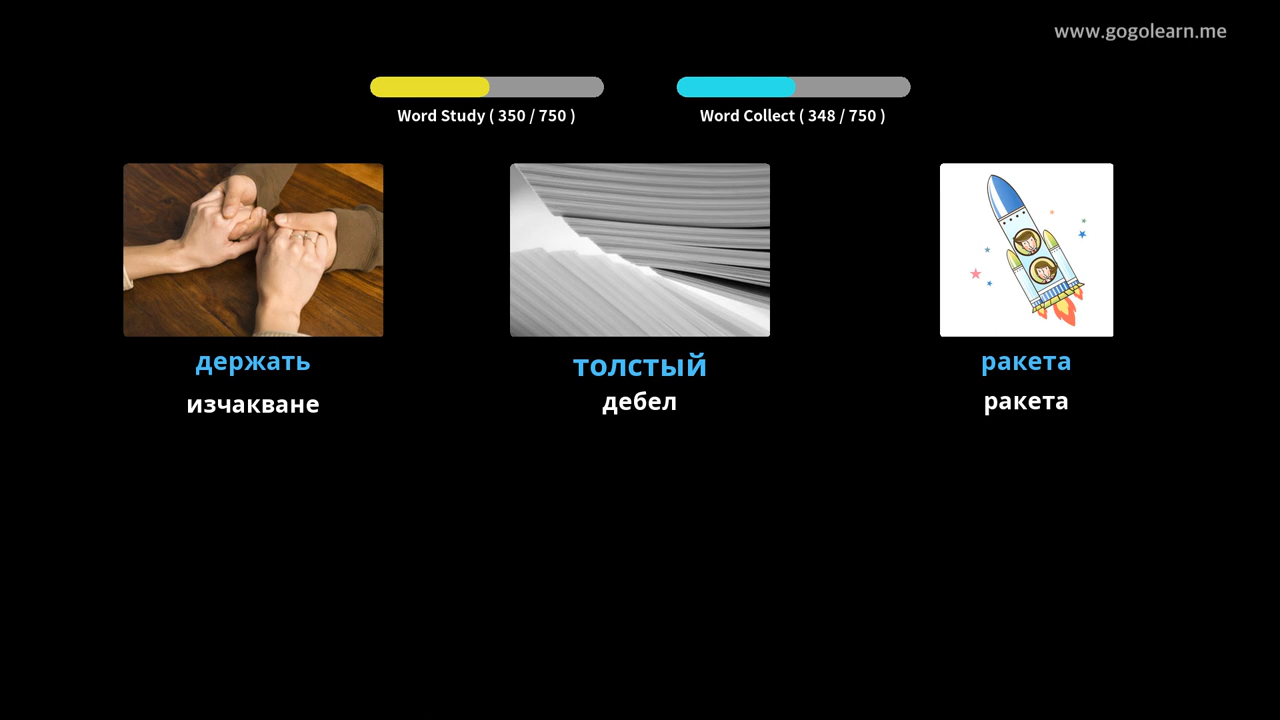 www.gogolearn.me
Word Study ( 350 / 750 )
Word Collect ( 348 / 750 )
держать
изчакване
толстый
дебел
ракета
ракета